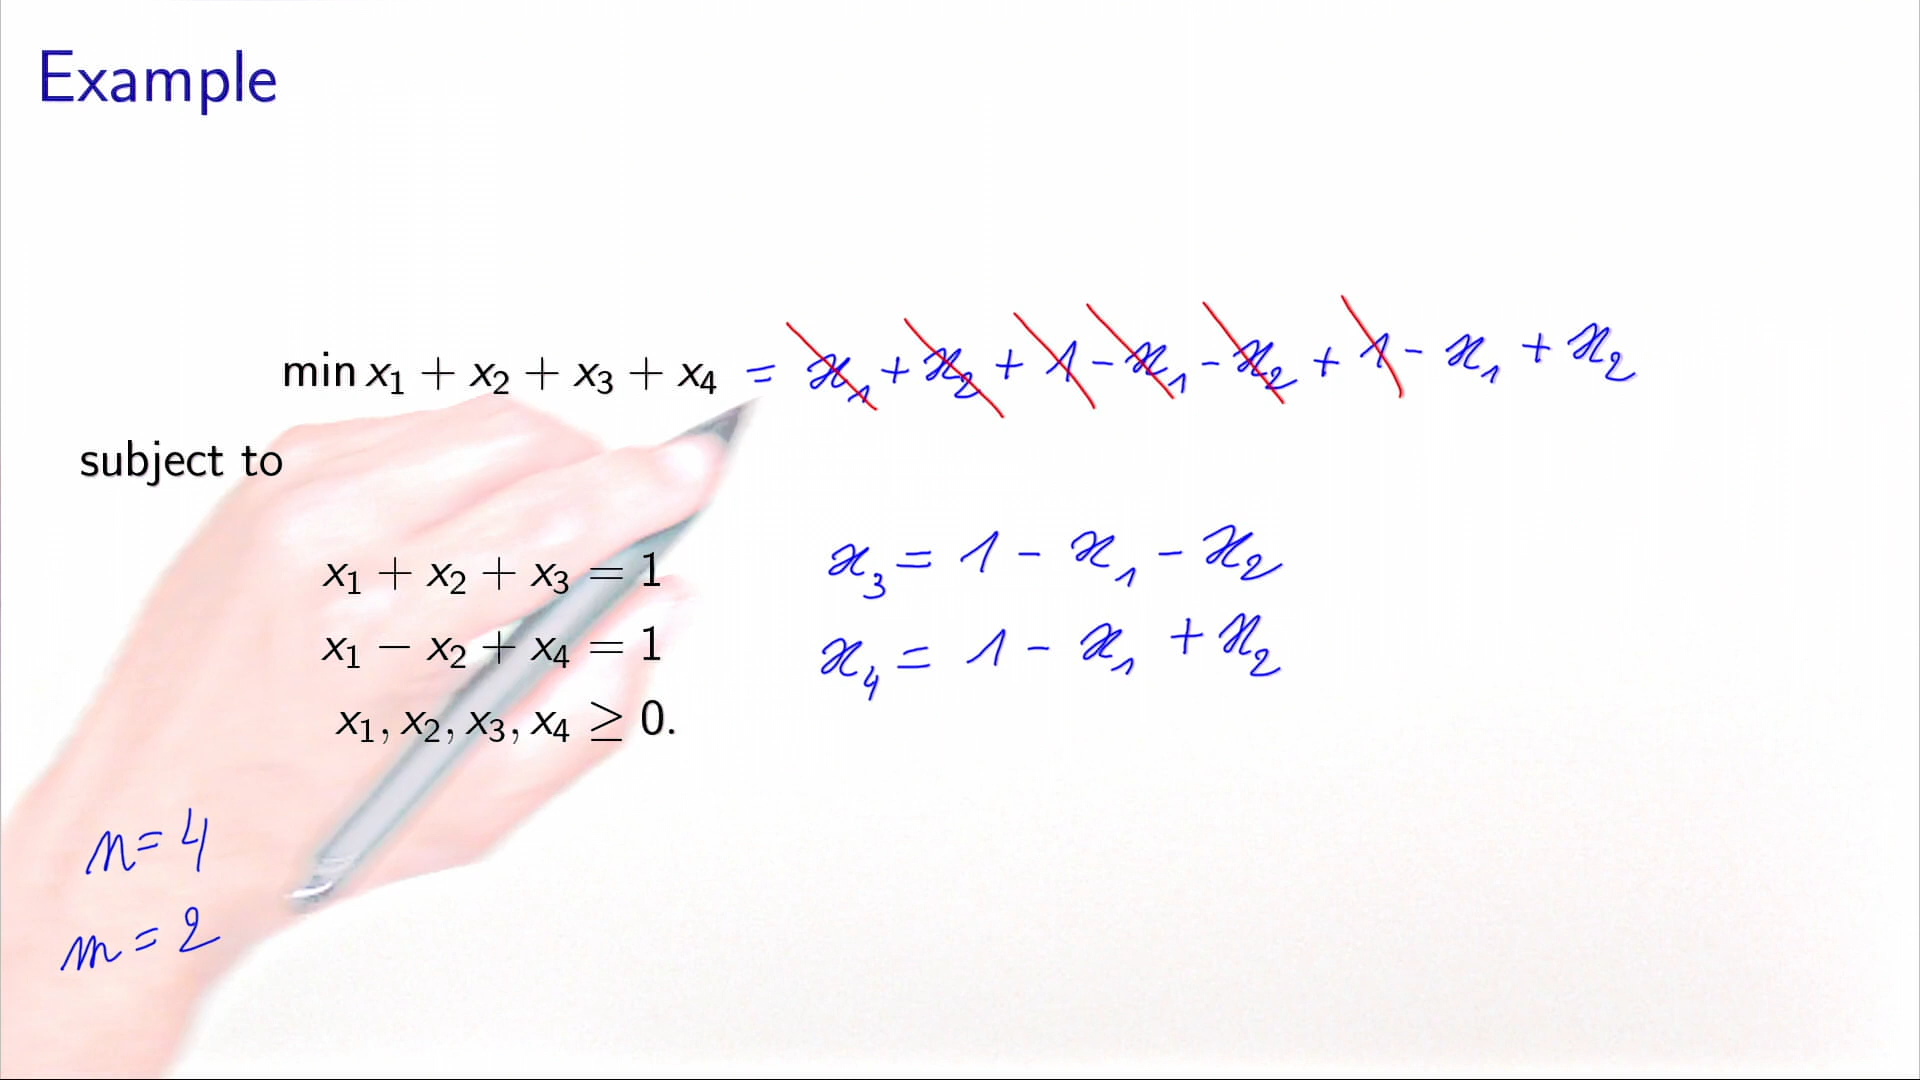 Example
min x₁ + x₂ + x₃ + x₄ = x₁ + x₂ + 1 - x₁ - x₂ + 1 - x₁ + x₂
subject to
x₁ + x₂ + x₃ = 1 x₃ = 1 - x₁ - x₂
x₁ − x₂ + x₄ = 1 x₄ = 1 - x₁ + x₂
x₁, x₂, x₃, x₄ ≥ 0.
n = 4
m = 2